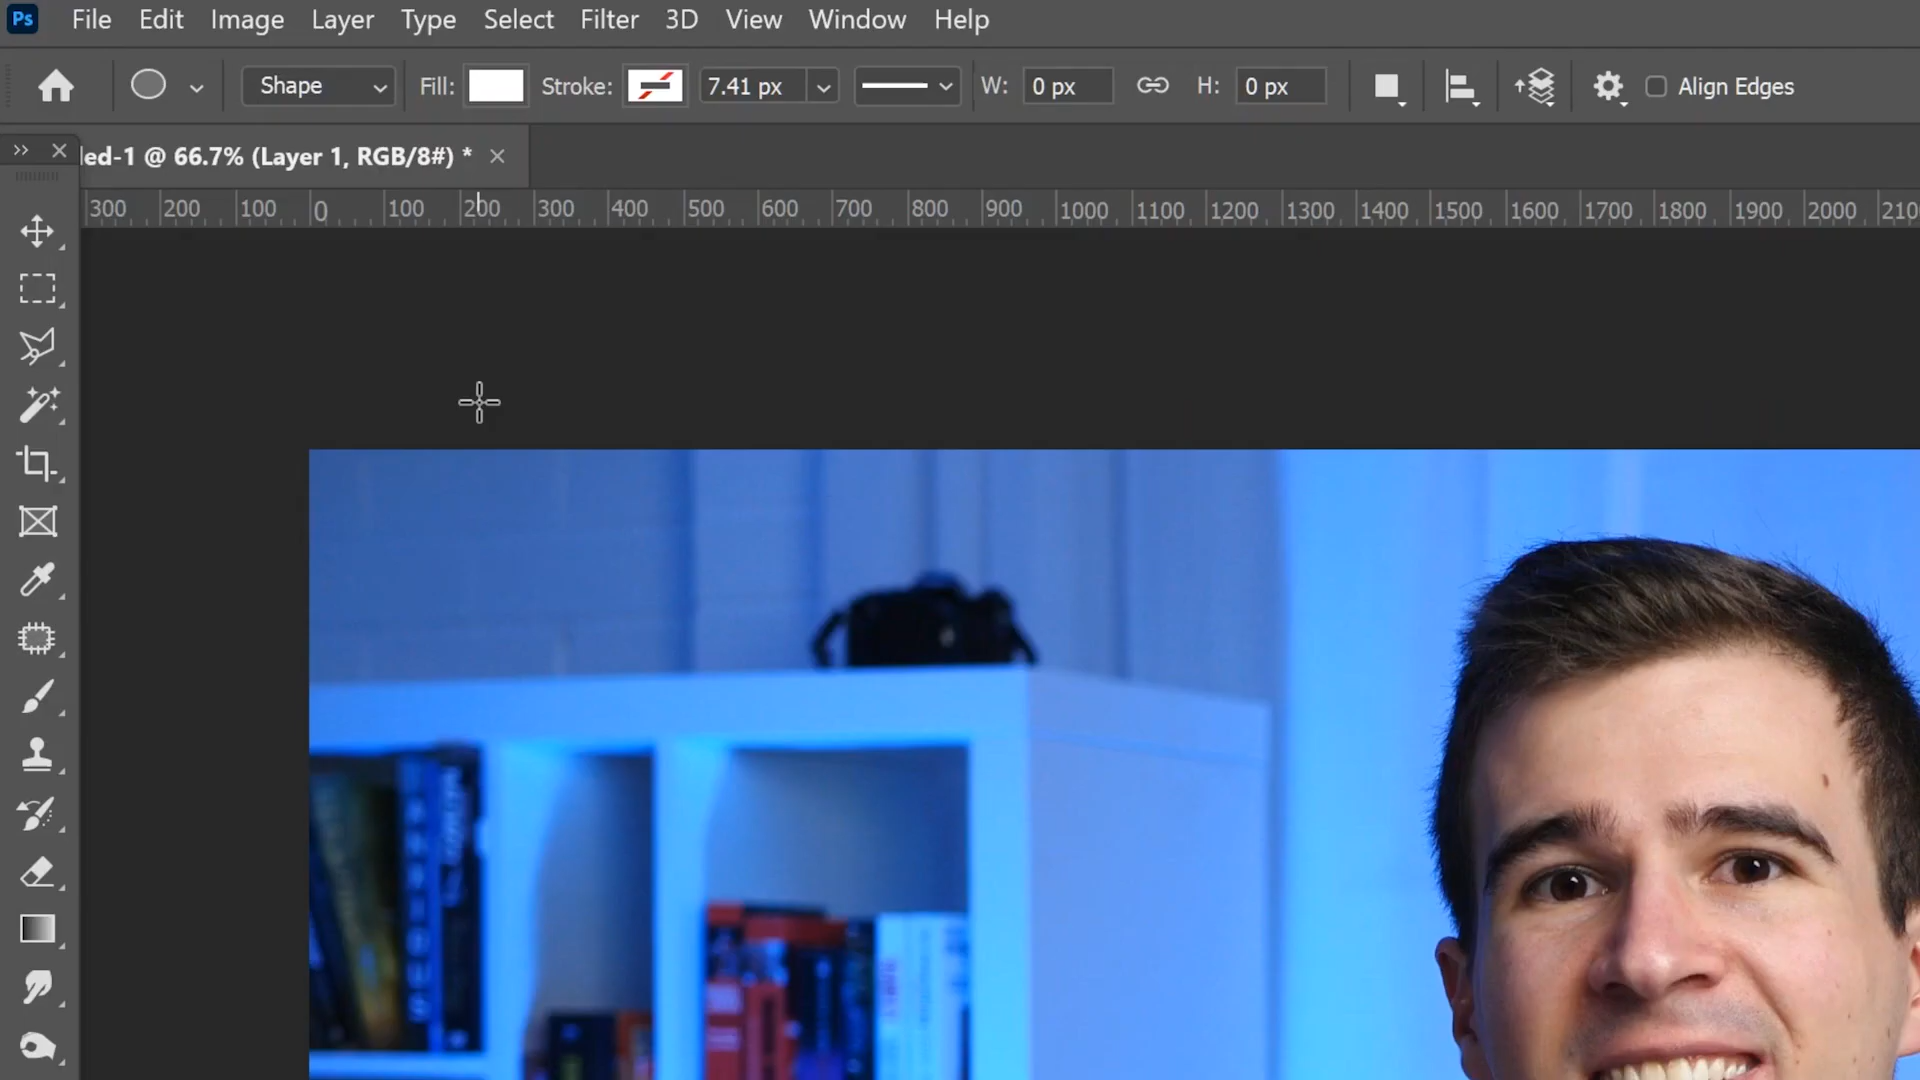 Ps File Edit Image Layer Type Select Filter 3D View Window Help
Shape Fill: Stroke: 7.41 px W: 0 px H: 0 px Align Edges
led-1 @ 66.7% (Layer 1, RGB/8#) *
300 200 100 0 100 200 300 400 500 600 700 800 900 1000 1100 1200 1300 1400 1500 1600 1700 1800 1900 2000 2100